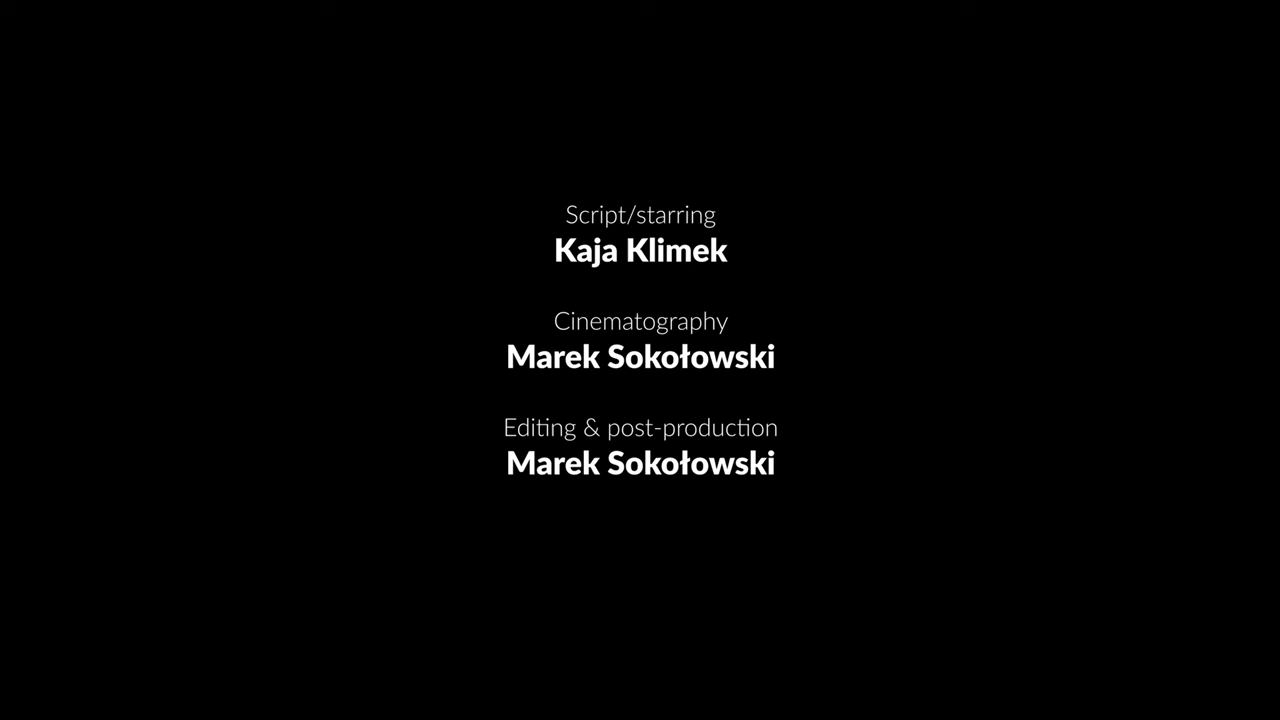 Script/starring
Kaja Klimek
Cinematography
Marek Sokołowski
Editing & post-production
Marek Sokołowski